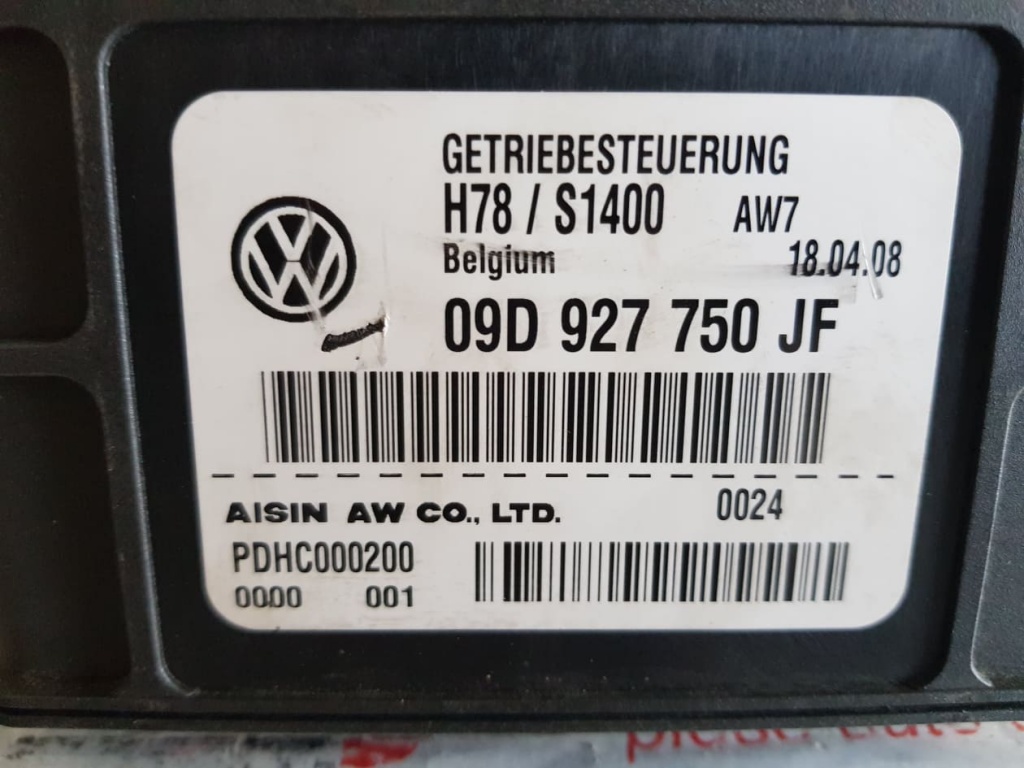 GETRIEBESTEUERUNG
H78 / S1400 AW7
Belgium 18.04.08
09D 927 750 JF
AISIN AW CO., LTD. 0024
PDHC000200
0000 001